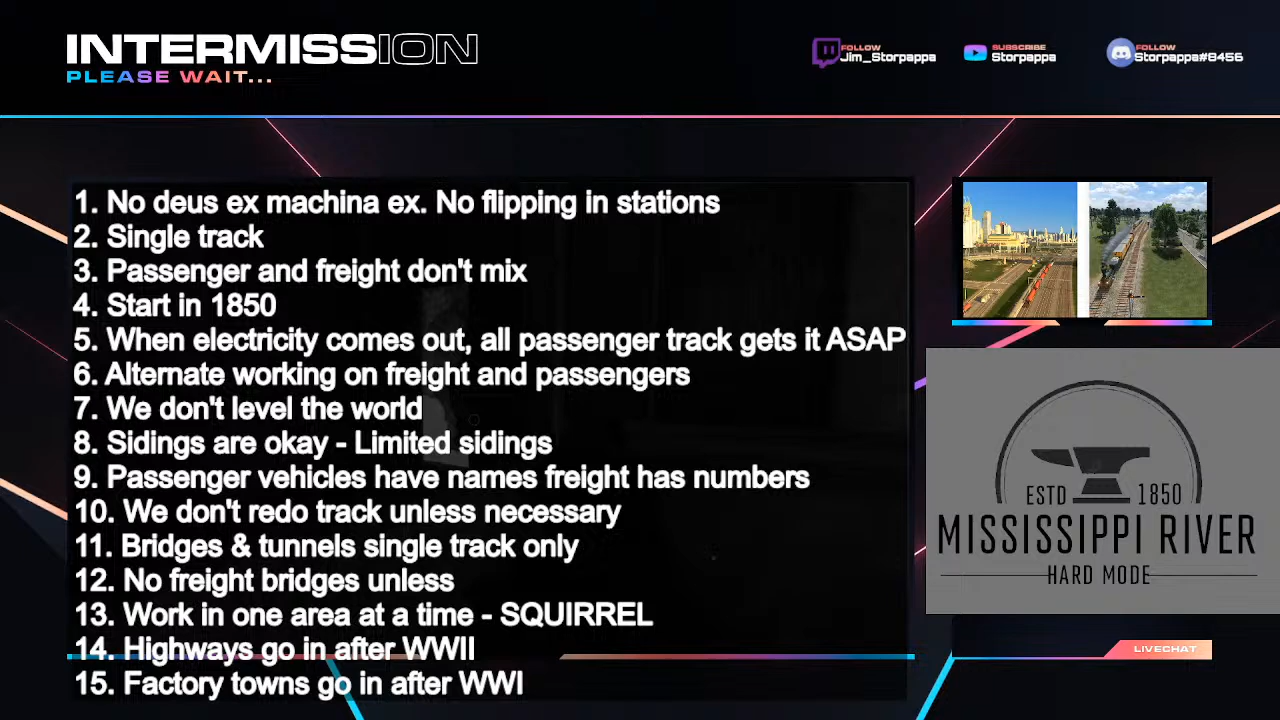 INTERMISSION
PLEASE WAIT...
FOLLOW
Jim_Storpappa
SUBSCRIBE
Storpappa
FOLLOW
Storpappa#8456
1. No deus ex machina ex. No flipping in stations
2. Single track
3. Passenger and freight don't mix
4. Start in 1850
5. When electricity comes out, all passenger track gets it ASAP
6. Alternate working on freight and passengers
7. We don't level the world
8. Sidings are okay - Limited sidings
9. Passenger vehicles have names freight has numbers
10. We don't redo track unless necessary
11. Bridges & tunnels single track only
12. No freight bridges unless
13. Work in one area at a time - SQUIRREL
14. Highways go in after WWII
15. Factory towns go in after WWI
ESTD 1850
MISSISSIPPI RIVER
HARD MODE
LIVECHAT